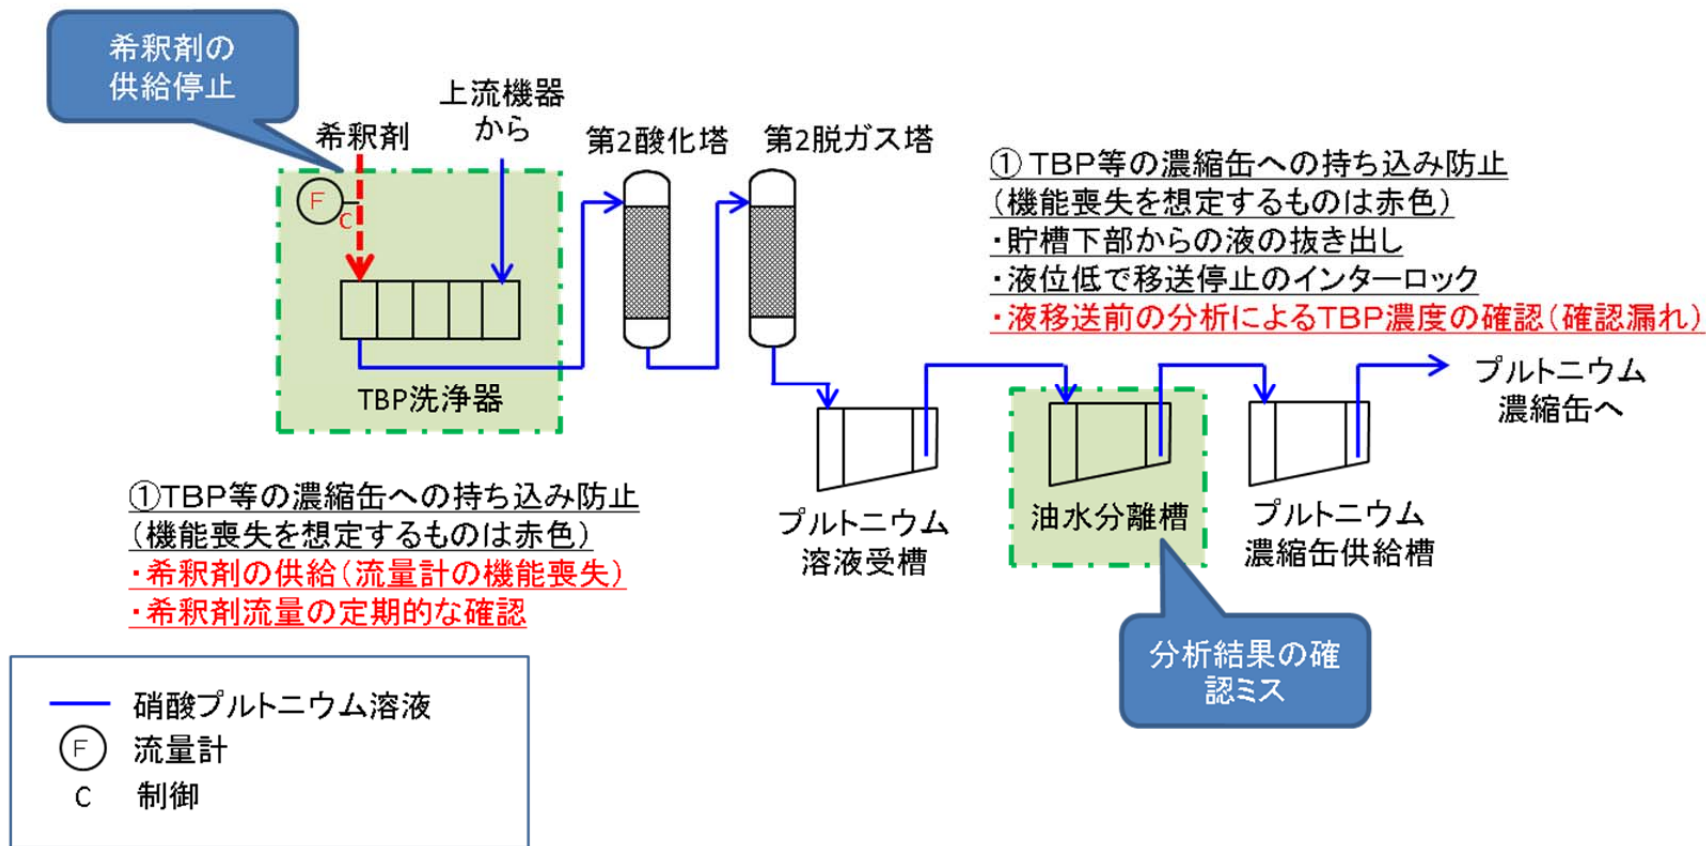 希釈剤の
供給停止
上流機器
から
希釈剤
第2酸化塔
第2脱ガス塔
F
C
TBP洗浄器
①TBP等の濃縮缶への持ち込み防止
(機能喪失を想定するものは赤色)
・貯槽下部からの液の抜き出し
・液位低で移送停止のインターロック
・液移送前の分析によるTBP濃度の確認(確認漏れ)
プルトニウム
濃縮缶へ
プルトニウム
溶液受槽
油水分離槽
プルトニウム
濃縮缶供給槽
①TBP等の濃縮缶への持ち込み防止
(機能喪失を想定するものは赤色)
・希釈剤の供給(流量計の機能喪失)
・希釈剤流量の定期的な確認
分析結果の確
認ミス
硝酸プルトニウム溶液
F 流量計
C 制御